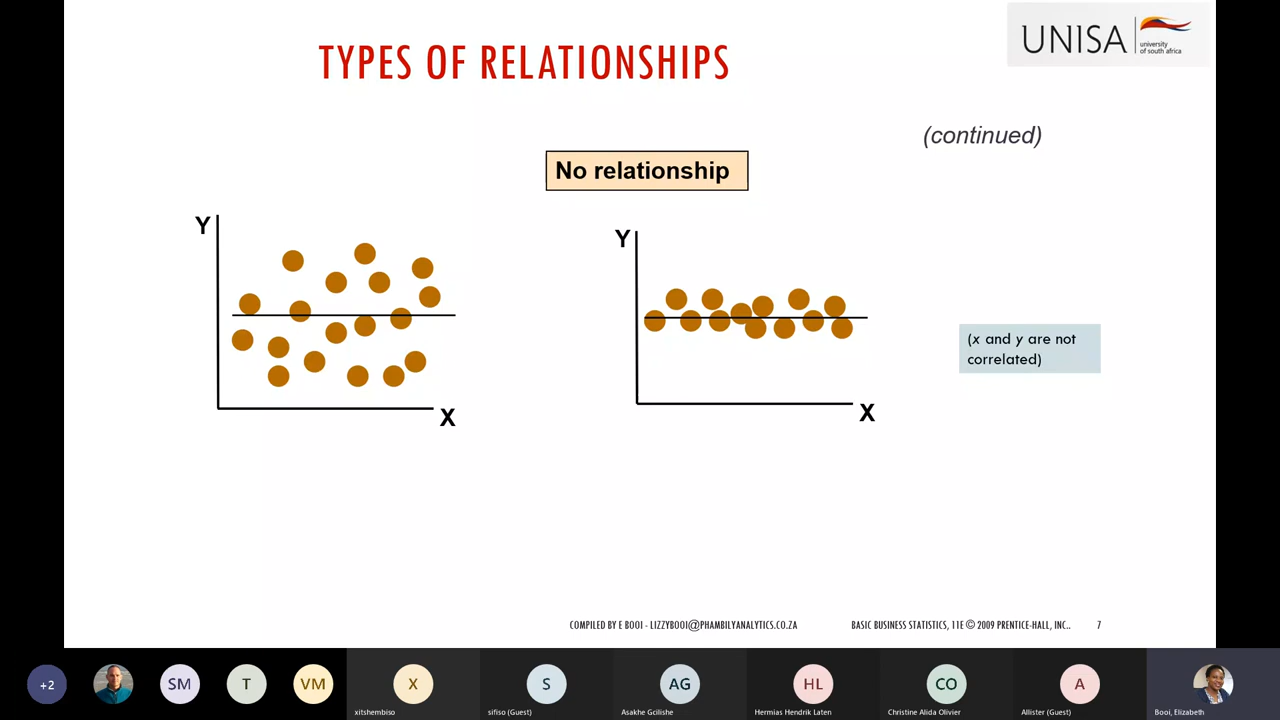 TYPES OF RELATIONSHIPS
UNISA
university
of south africa
(continued)
No relationship
Y
X
Y
X
(x and y are not
correlated)
COMPILED BY E BOOI - LIZZYBOOI@PHAMBILYANALYTICS.CO.ZA
BASIC BUSINESS STATISTICS, 11E © 2009 PRENTICE-HALL, INC..
7
+2
SM
T
VM
X
xitshembiso
S
sifiso (Guest)
AG
Asakhe Gcilishe
HL
Hermias Hendrik Laten
CO
Christine Alida Olivier
A
Allister (Guest)
Booi, Elizabeth